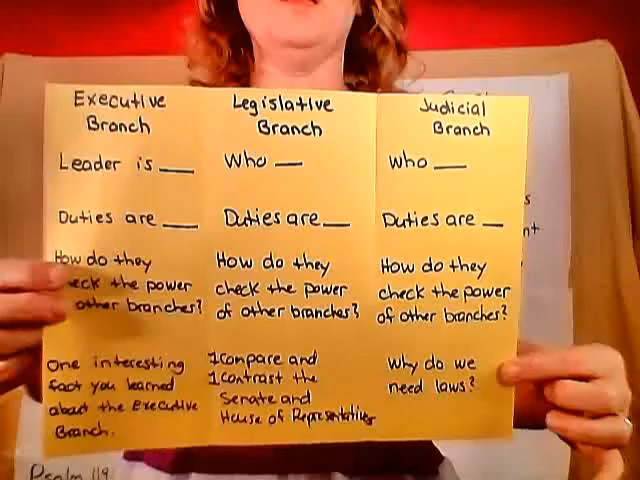 Executive
Branch
Leader is ___
Duties are ___
How do they
check the power
other branches?
One interesting
fact you learned
about the Executive
Branch.
Legislative
Branch
Who ___
Duties are ___
How do they
check the power
of other branches?
1 Compare and
1 Contrast the
Senate and
House of Representatives
Judicial
Branch
who ___
Duties are ___
How do they
check the power
of other branches?
Why do we
need laws?
Psalm 119